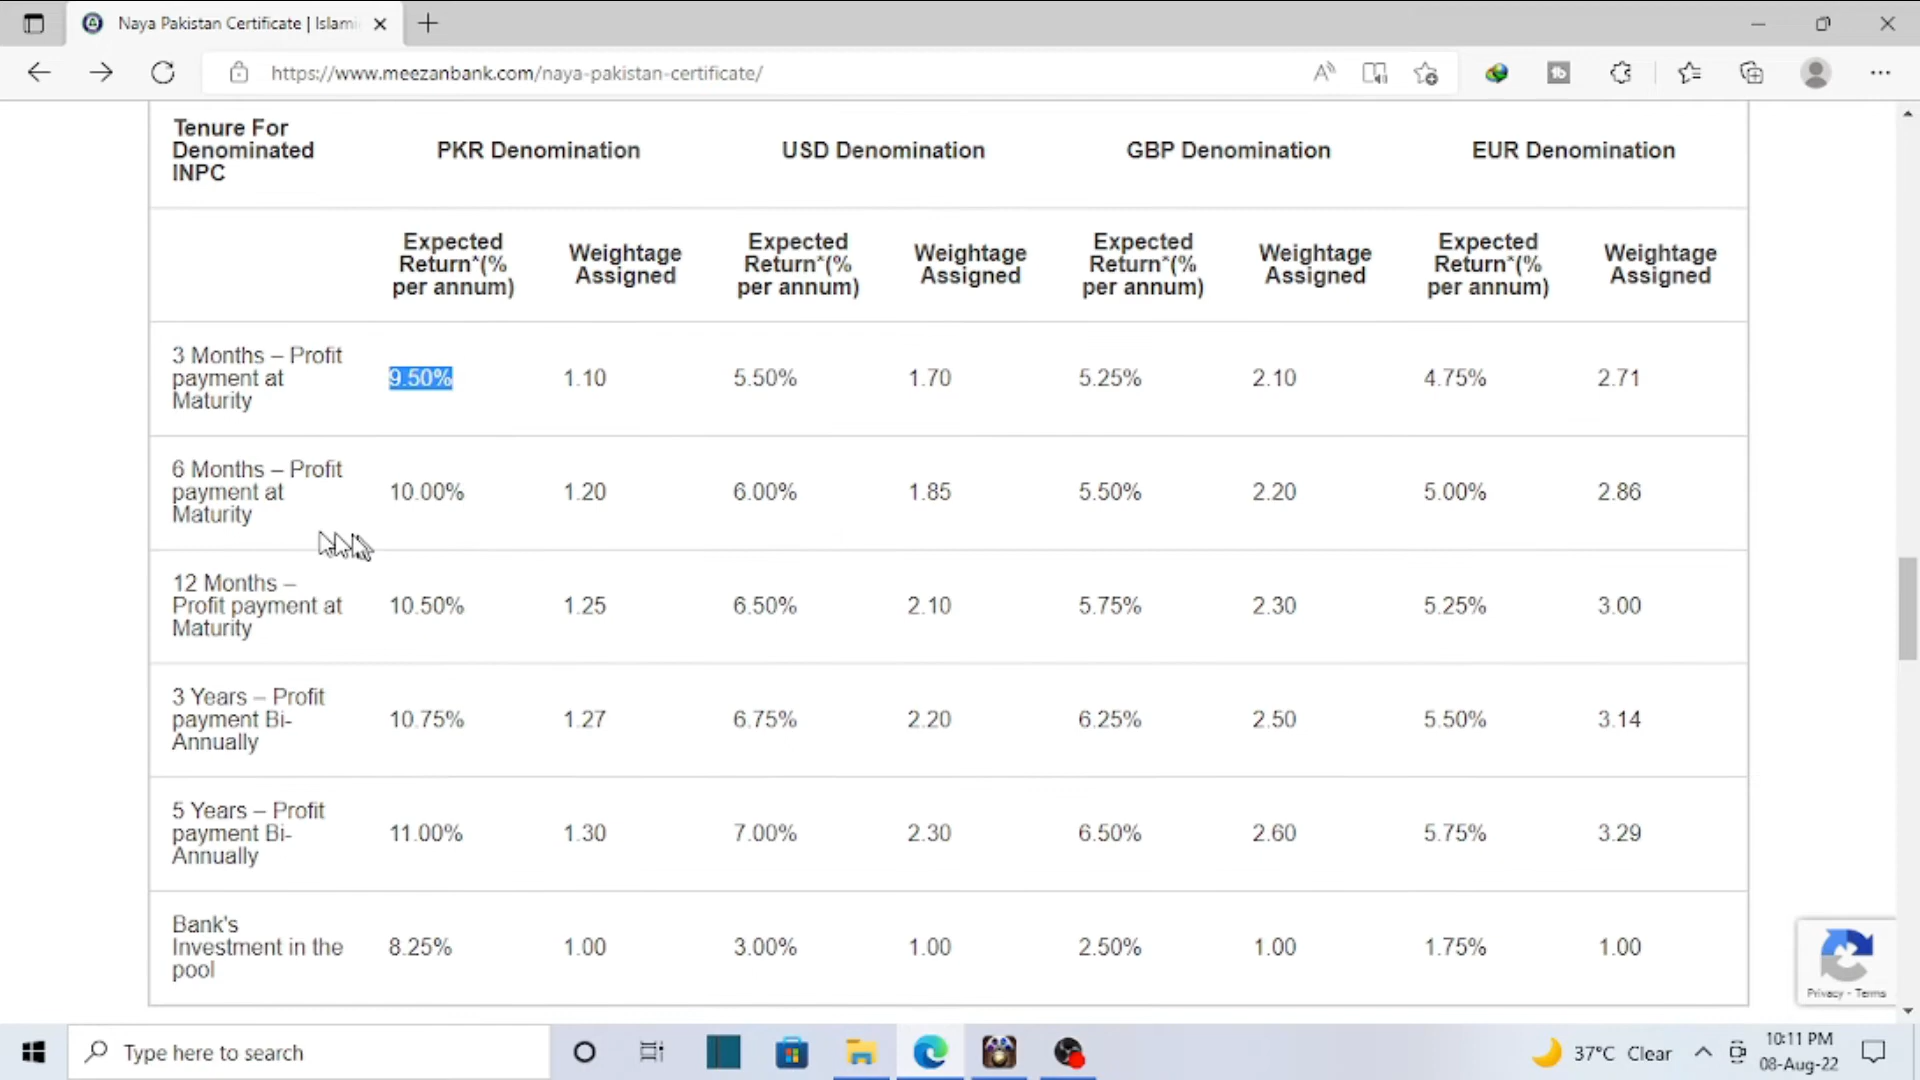 Naya Pakistan Certificate | Islami
https://www.meezanbank.com/naya-pakistan-certificate/
Tenure For
Denominated
INPC
PKR Denomination
USD Denomination
GBP Denomination
EUR Denomination
Expected
Return*(%
per annum)
Weightage
Assigned
Expected
Return*(%
per annum)
Weightage
Assigned
Expected
Return*(%
per annum)
Weightage
Assigned
Expected
Return*(%
per annum)
Weightage
Assigned
3 Months – Profit
payment at
Maturity
9.50% 1.10 5.50% 1.70 5.25% 2.10 4.75% 2.71
6 Months – Profit
payment at
Maturity
10.00% 1.20 6.00% 1.85 5.50% 2.20 5.00% 2.86
12 Months –
Profit payment at
Maturity
10.50% 1.25 6.50% 2.10 5.75% 2.30 5.25% 3.00
3 Years – Profit
payment Bi-
Annually
10.75% 1.27 6.75% 2.20 6.25% 2.50 5.50% 3.14
5 Years – Profit
payment Bi-
Annually
11.00% 1.30 7.00% 2.30 6.50% 2.60 5.75% 3.29
Bank's
Investment in the
pool
8.25% 1.00 3.00% 1.00 2.50% 1.00 1.75% 1.00
Privacy - Terms
Type here to search
37°C Clear
10:11 PM
08-Aug-22